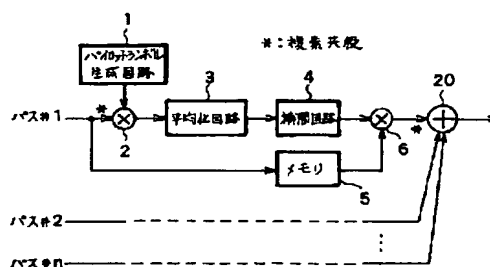 1
*:複素共役
パイロットシンボル
生成回路
3
4
20
パス#1
*
2
平均化回路
補間回路
6
*
メモリ
5
パス#2
パス#n